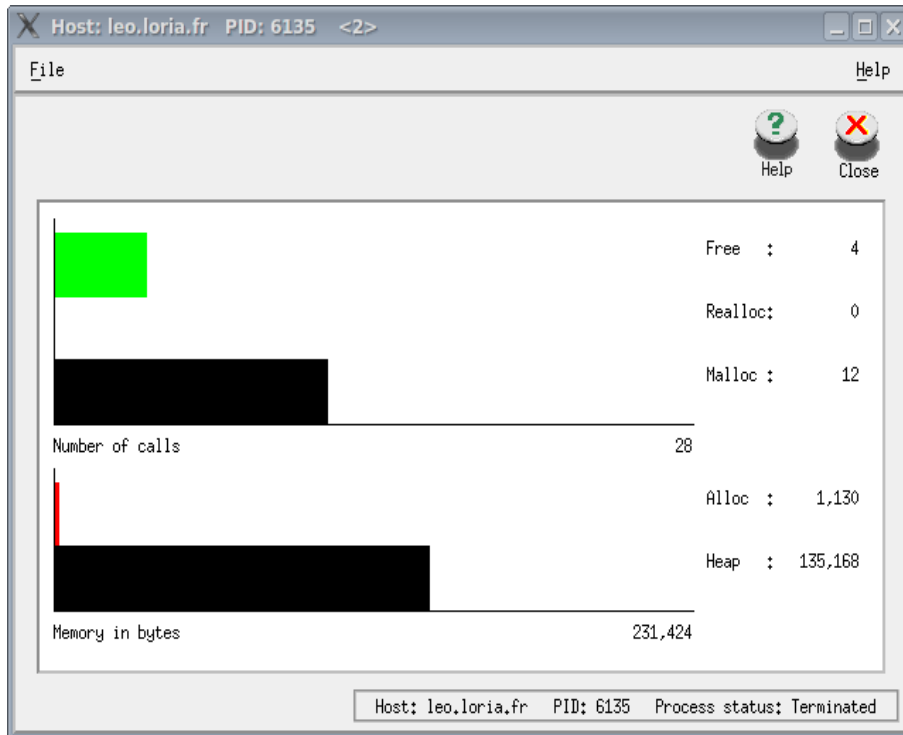 Host: leo.loria.fr PID: 6135 <2>
File Help
Help Close
Free : 4
Realloc: 0
Malloc : 12
Number of calls 28
Alloc : 1,130
Heap : 135,168
Memory in bytes 231,424
Host: leo.loria.fr PID: 6135 Process status: Terminated